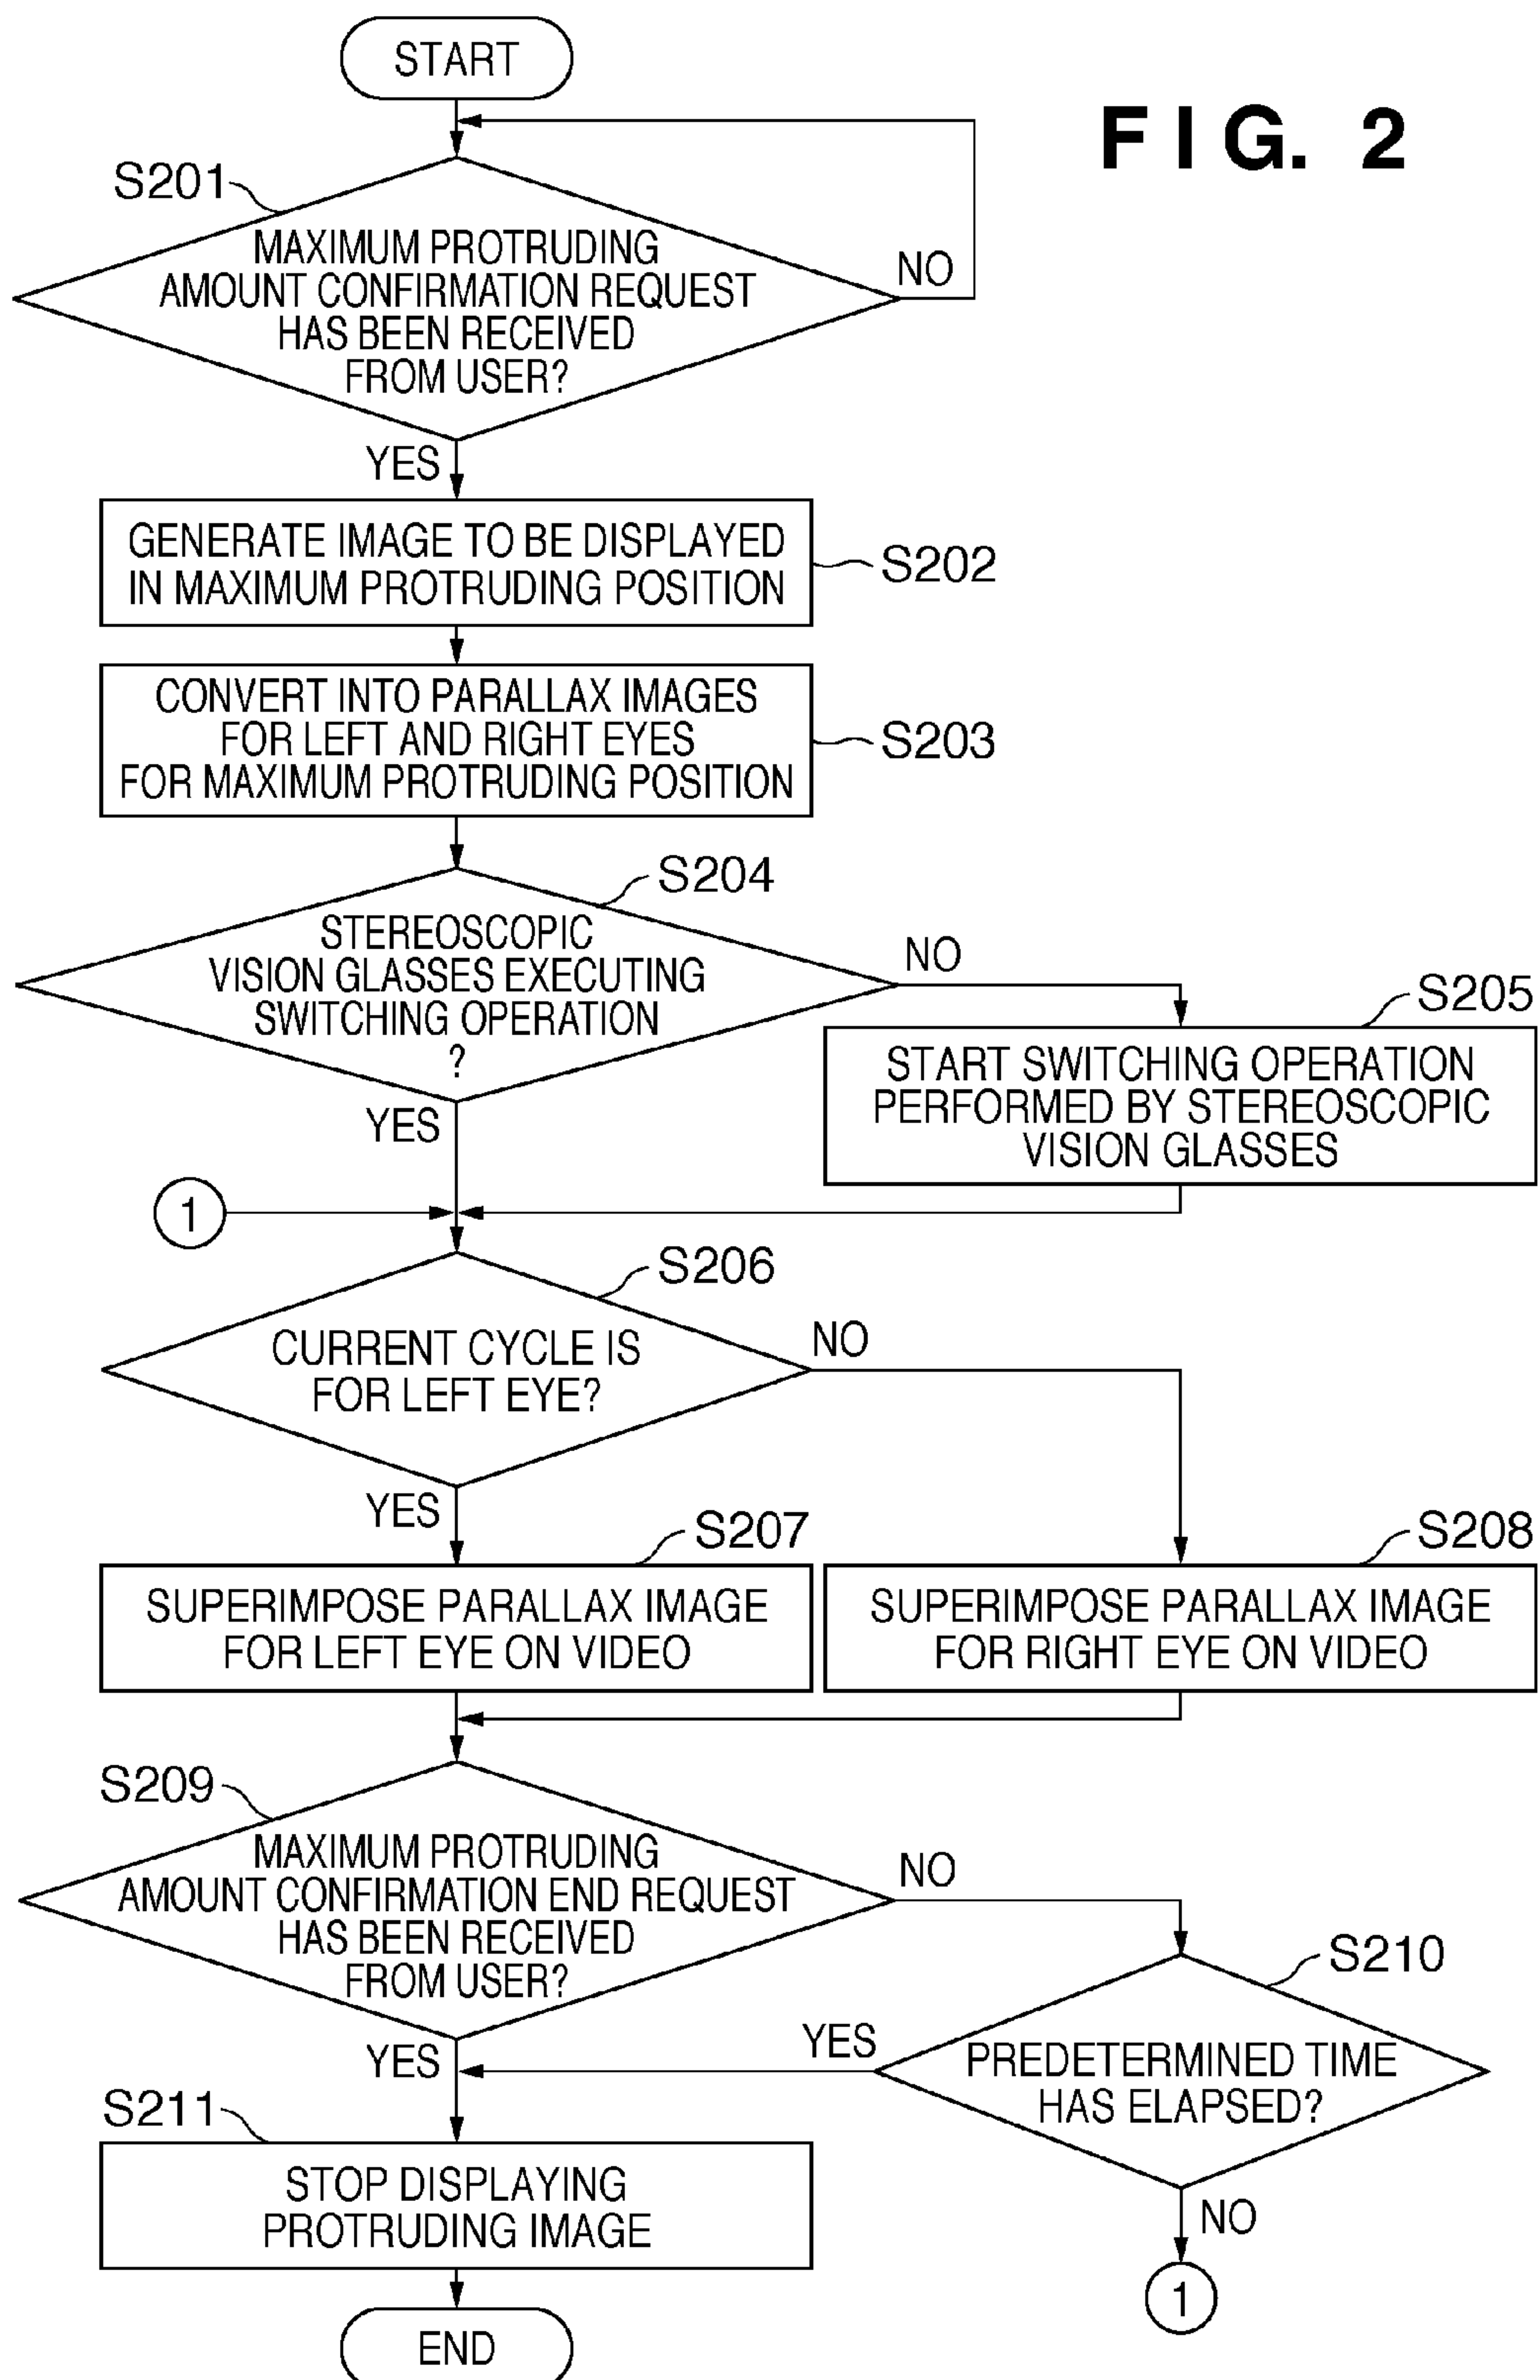 START
FIG. 2
S201
MAXIMUM PROTRUDING
AMOUNT CONFIRMATION REQUEST
HAS BEEN RECEIVED
FROM USER?
NO
YES
GENERATE IMAGE TO BE DISPLAYED
IN MAXIMUM PROTRUDING POSITION
S202
CONVERT INTO PARALLAX IMAGES
FOR LEFT AND RIGHT EYES
FOR MAXIMUM PROTRUDING POSITION
S203
S204
STEREOSCOPIC
VISION GLASSES EXECUTING
SWITCHING OPERATION
?
NO
YES
S205
START SWITCHING OPERATION
PERFORMED BY STEREOSCOPIC
VISION GLASSES
1
S206
CURRENT CYCLE IS
FOR LEFT EYE?
NO
YES
S207
SUPERIMPOSE PARALLAX IMAGE
FOR LEFT EYE ON VIDEO
S208
SUPERIMPOSE PARALLAX IMAGE
FOR RIGHT EYE ON VIDEO
S209
MAXIMUM PROTRUDING
AMOUNT CONFIRMATION END REQUEST
HAS BEEN RECEIVED
FROM USER?
NO
YES
S210
PREDETERMINED TIME
HAS ELAPSED?
YES
NO
1
S211
STOP DISPLAYING
PROTRUDING IMAGE
END